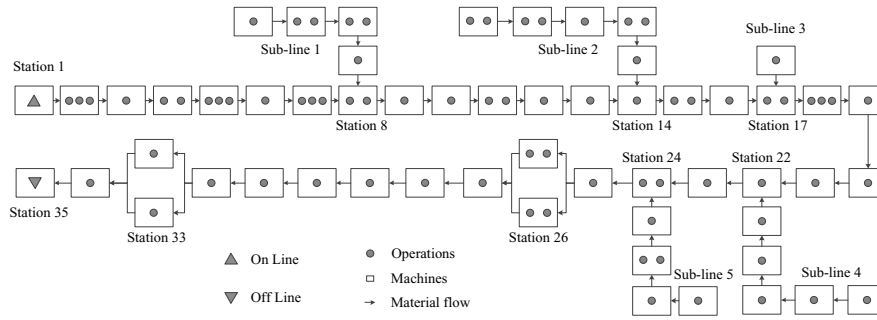 Sub-line 1
Sub-line 2
Sub-line 3
Station 1
Station 8
Station 14
Station 17
Station 24
Station 22
Station 35
Station 33
Station 26
On Line
Operations
Machines
Sub-line 5
Sub-line 4
Off Line
Material flow